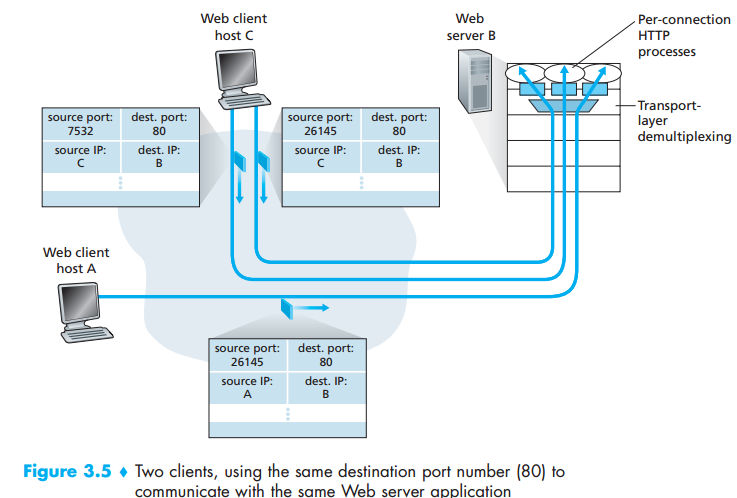 Web client
host C
Web
server B
Per-connection
HTTP
processes
Transport-
layer
demultiplexing
source port:
7532
dest. port:
80
source IP:
C
dest. IP:
B
source port:
26145
dest. port:
80
source IP:
C
dest. IP:
B
Web client
host A
source port:
26145
dest. port:
80
source IP:
A
dest. IP:
B
Figure 3.5 ♦ Two clients, using the same destination port number (80) to
communicate with the same Web server application